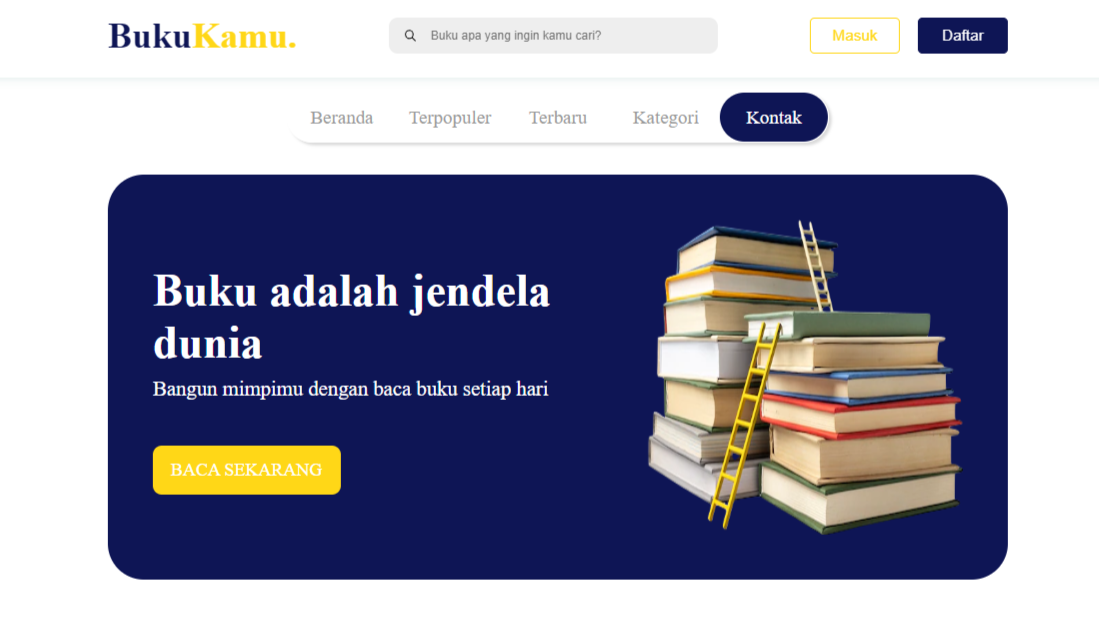 BukuKamu.
Buku apa yang ingin kamu cari?
Masuk
Daftar
Beranda
Terpopuler
Terbaru
Kategori
Kontak
Buku adalah jendela
dunia
Bangun mimpimu dengan baca buku setiap hari
BACA SEKARANG